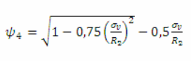 ψ₄ = √(1 − 0,75(σᵥ/R₂)²) − 0,5 σᵥ/R₂